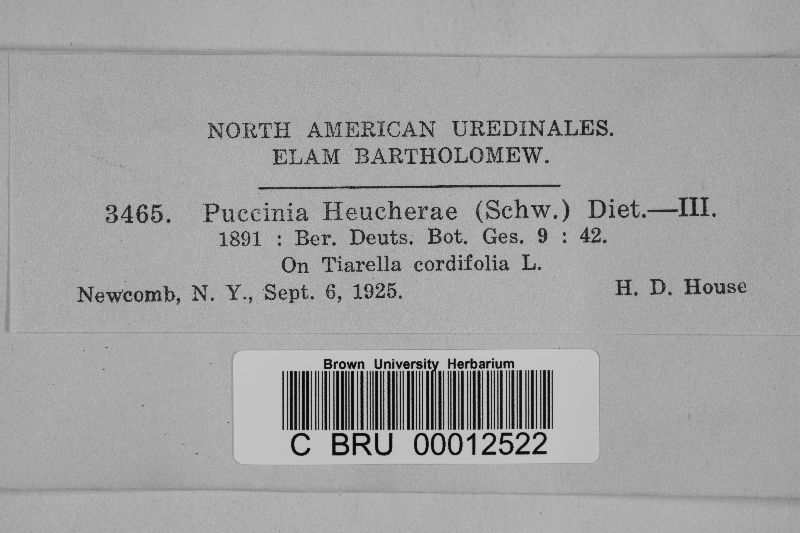 NORTH AMERICAN UREDINALES.
ELAM BARTHOLOMEW.
3465. Puccinia Heucherae (Schw.) Diet.—III.
1891 : Ber. Deuts. Bot. Ges. 9 : 42.
On Tiarella cordifolia L.
Newcomb, N. Y., Sept. 6, 1925. H. D. House
Brown University Herbarium
C BRU 00012522